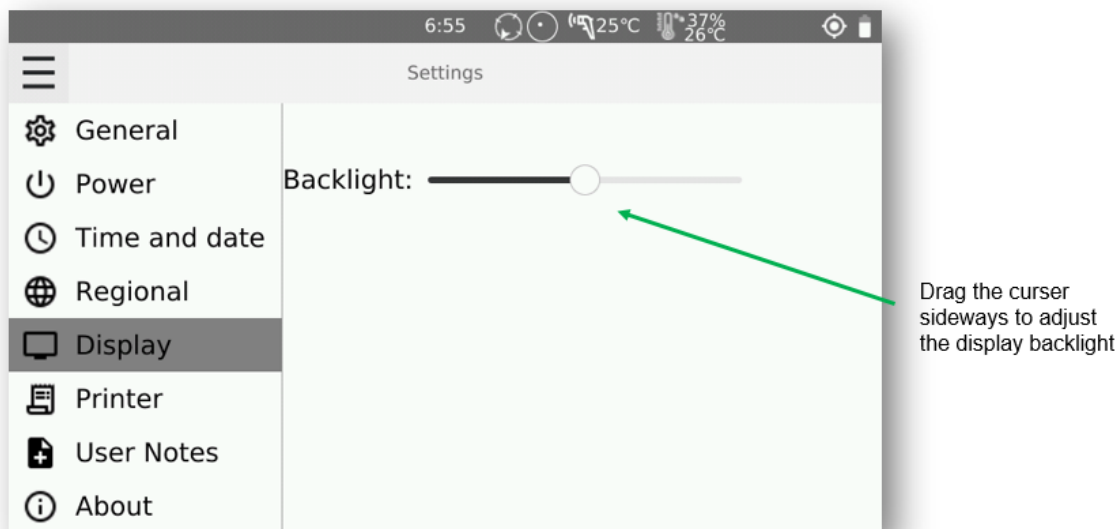 6:55 25°C 37%
26°C
Settings
General
Power
Time and date
Regional
Display
Printer
User Notes
About
Backlight:
Drag the curser
sideways to adjust
the display backlight